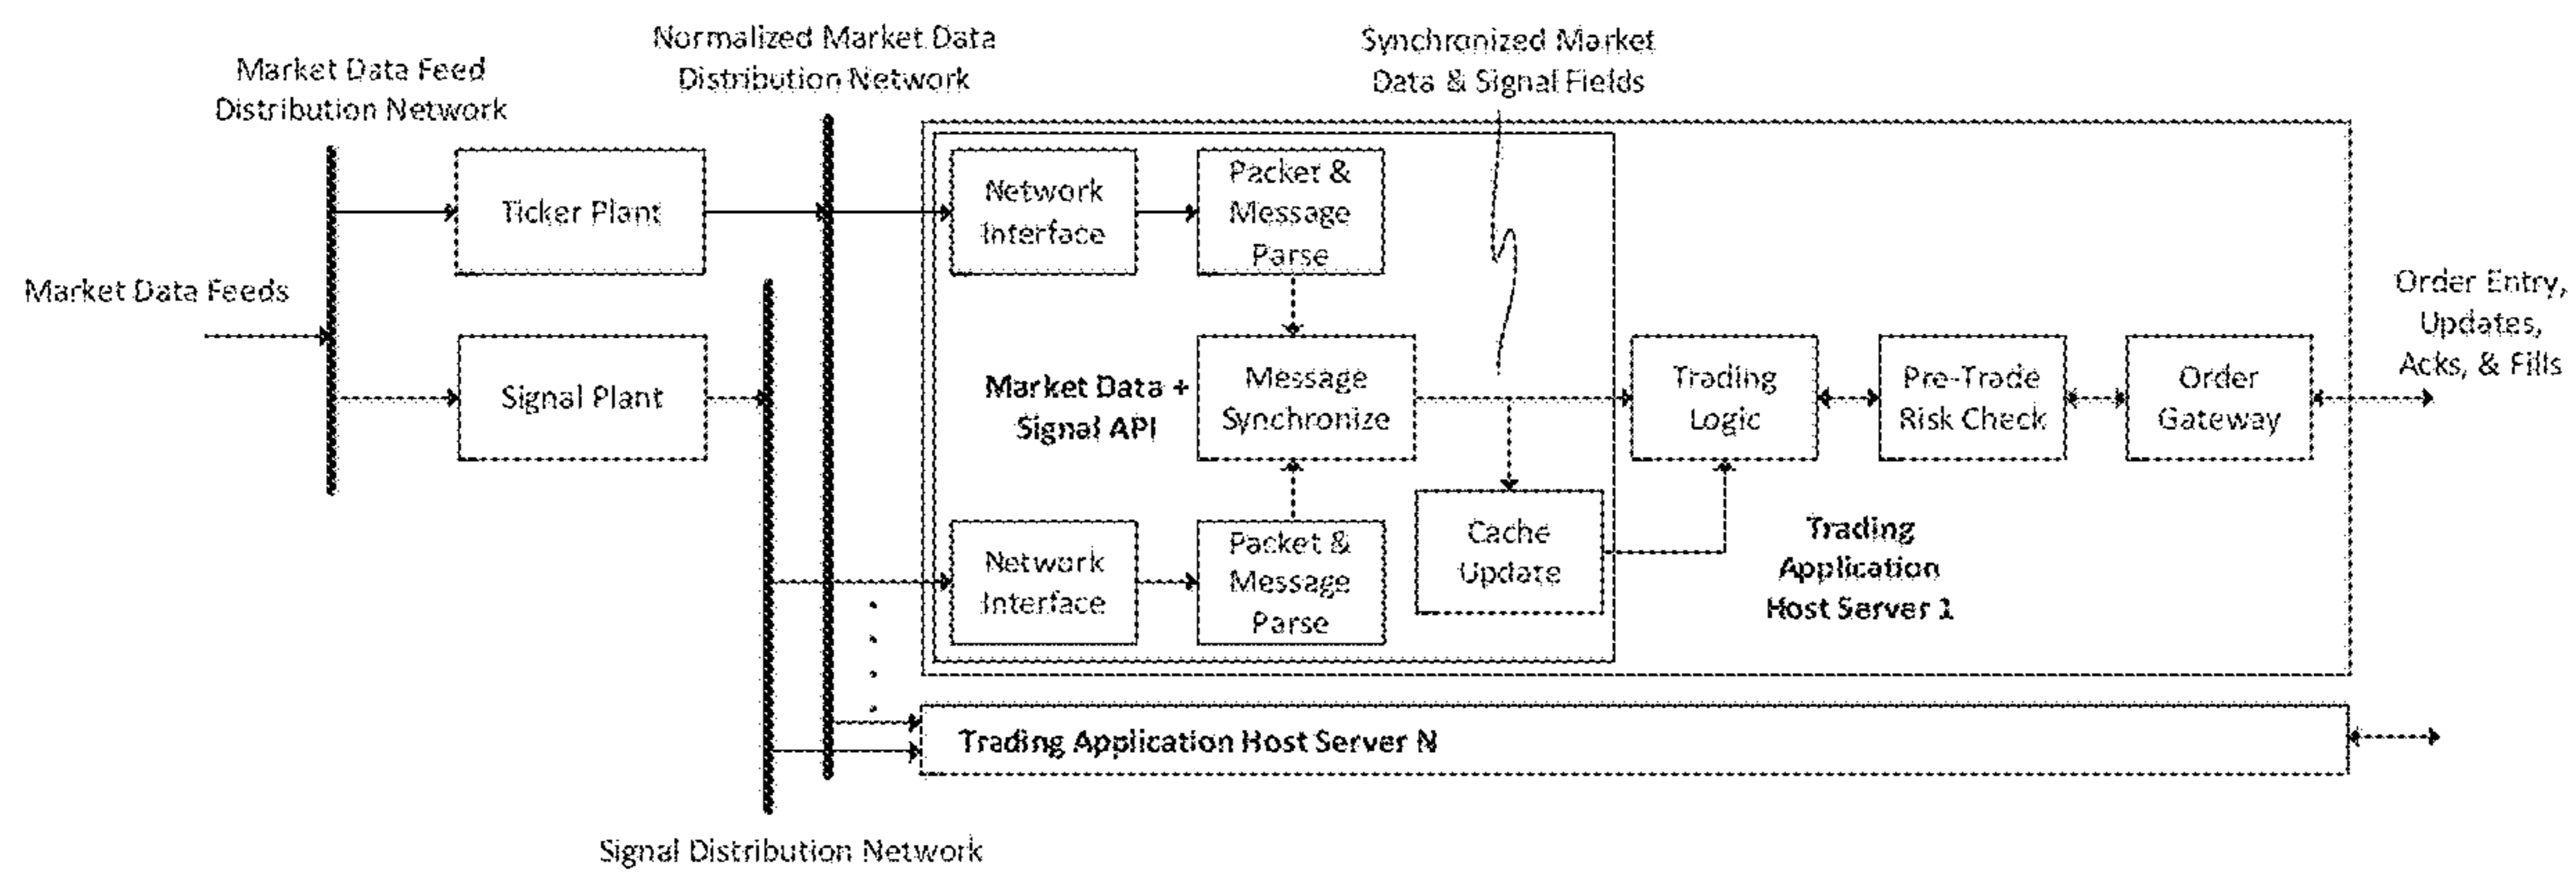 Normalized Market Data
Distribution Network
Synchronized Market
Data & Signal Fields
Market Data Feed
Distribution Network
Ticker Plant
Network
Interface
Packet &
Message
Parse
Market Data Feeds
Order Entry,
Updates,
Acks, & Fills
Signal Plant
Market Data +
Signal API
Message
Synchronize
Trading
Logic
Pre-Trade
Risk Check
Order
Gateway
Network
Interface
Packet &
Message
Parse
Cache
Update
Trading
Application
Host Server 1
Trading Application Host Server N
Signal Distribution Network